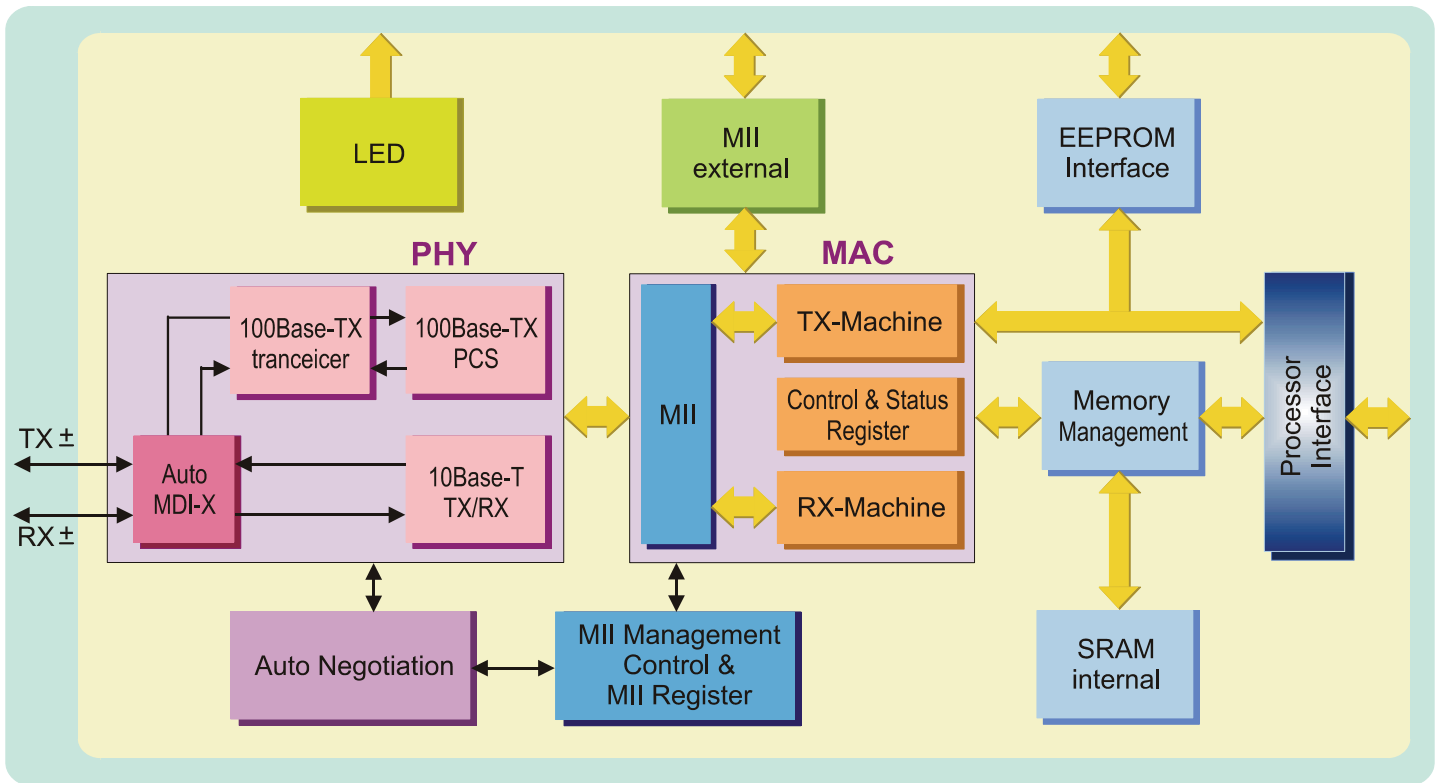 LED
MII
external
EEPROM
Interface
PHY
MAC
100Base-TX
tranceicer
100Base-TX
PCS
MII
TX-Machine
Control & Status
Register
RX-Machine
Memory
Management
Processor
Interface
TX ±
RX ±
Auto
MDI-X
10Base-T
TX/RX
Auto Negotiation
MII Management
Control &
MII Register
SRAM
internal